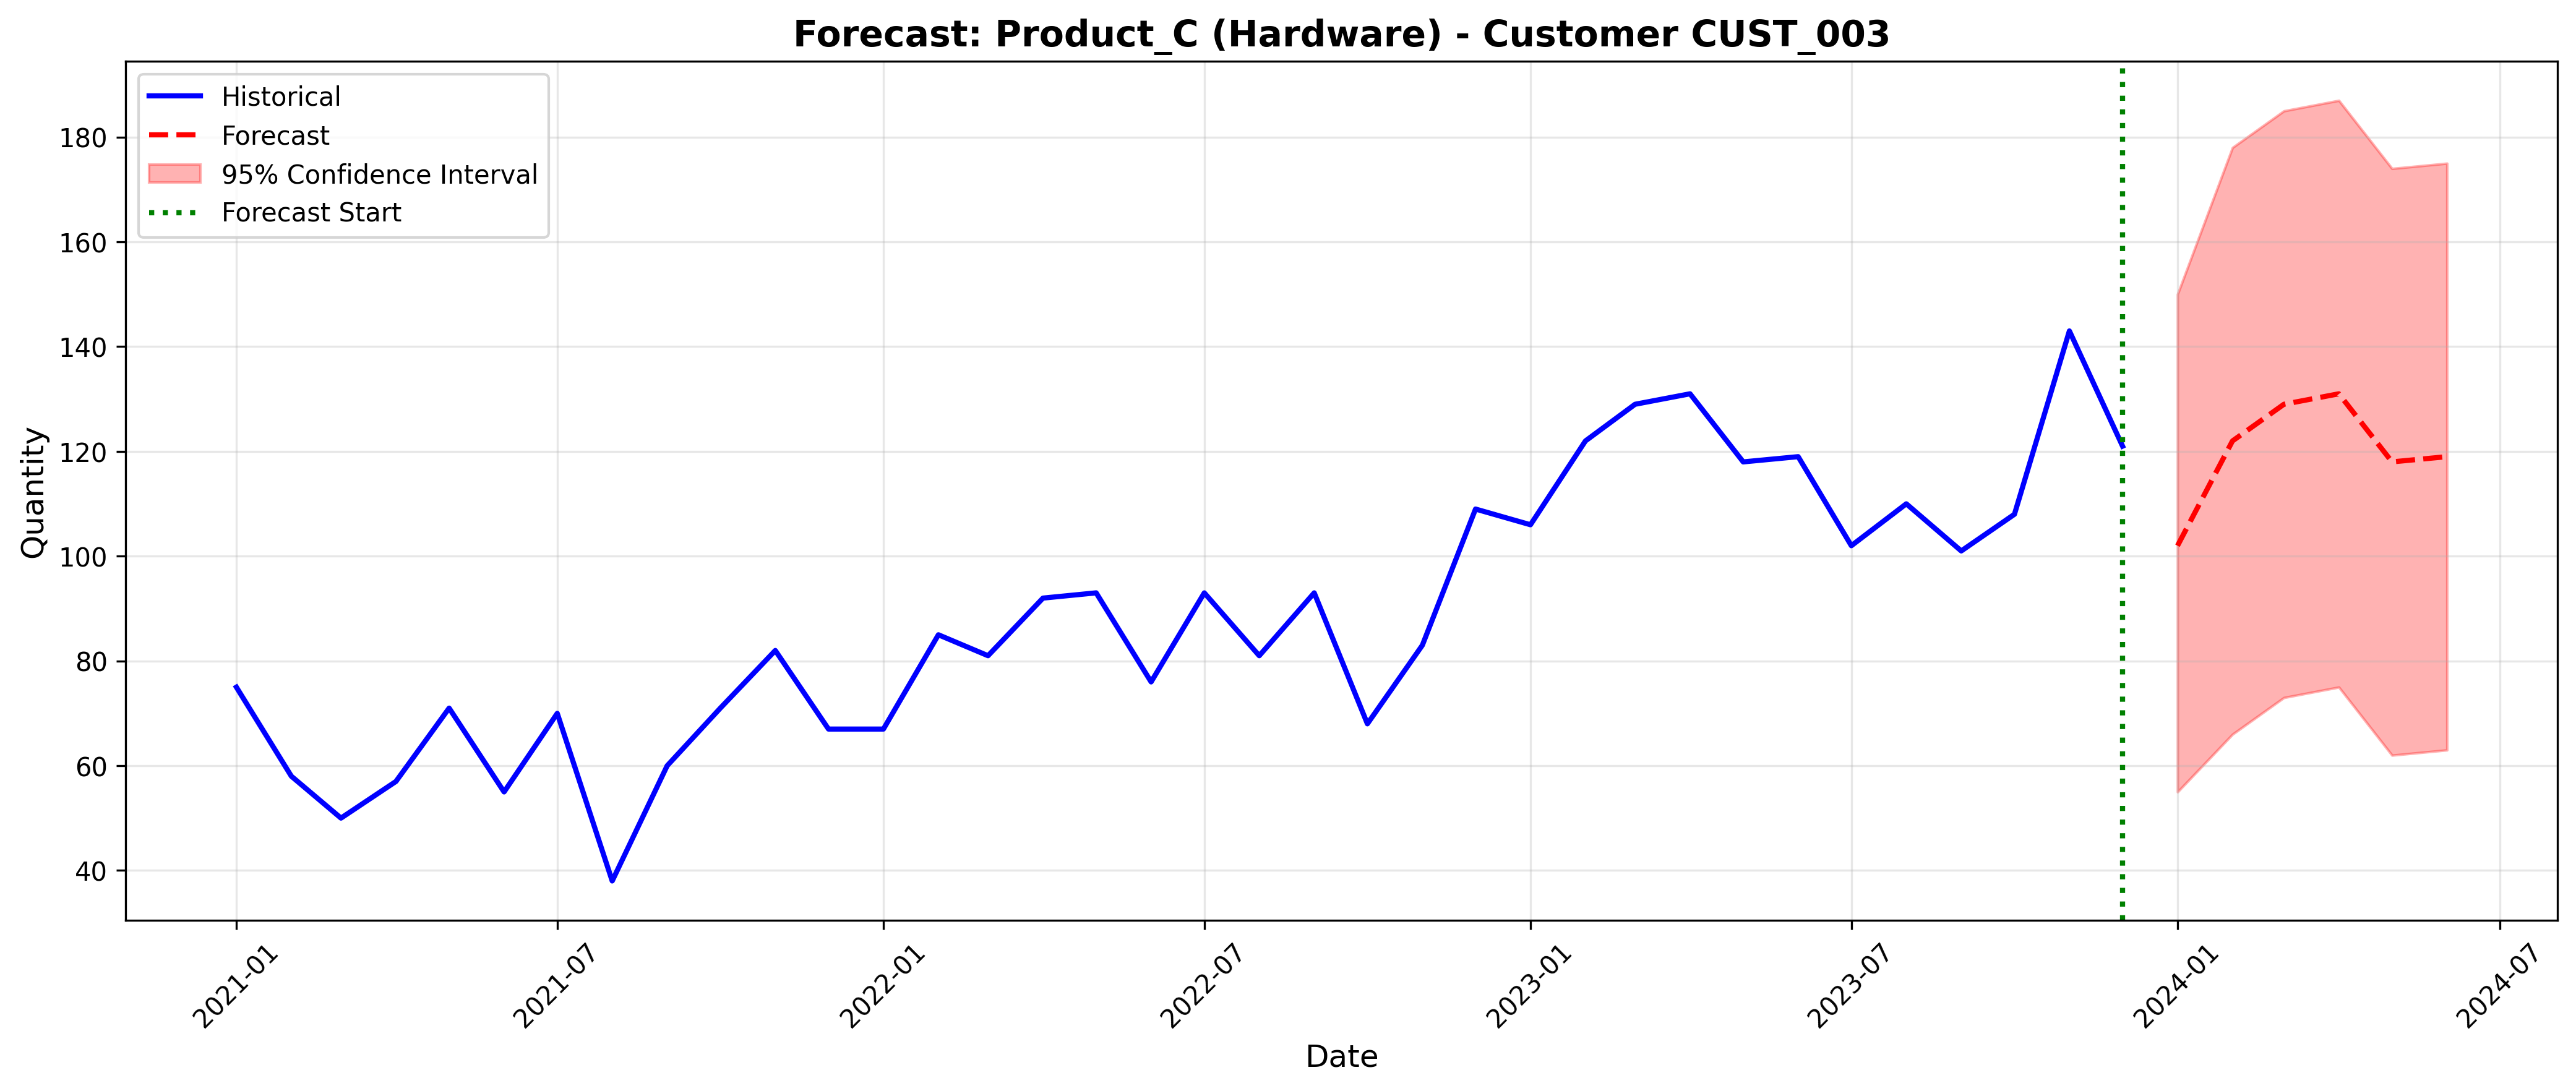 Forecast: Product_C (Hardware) - Customer CUST_003
Historical
Forecast
95% Confidence Interval
Forecast Start
180
160
140
120
100
80
60
40
Quantity
2021-01
2021-07
2022-01
2022-07
2023-01
2023-07
2024-01
2024-07
Date